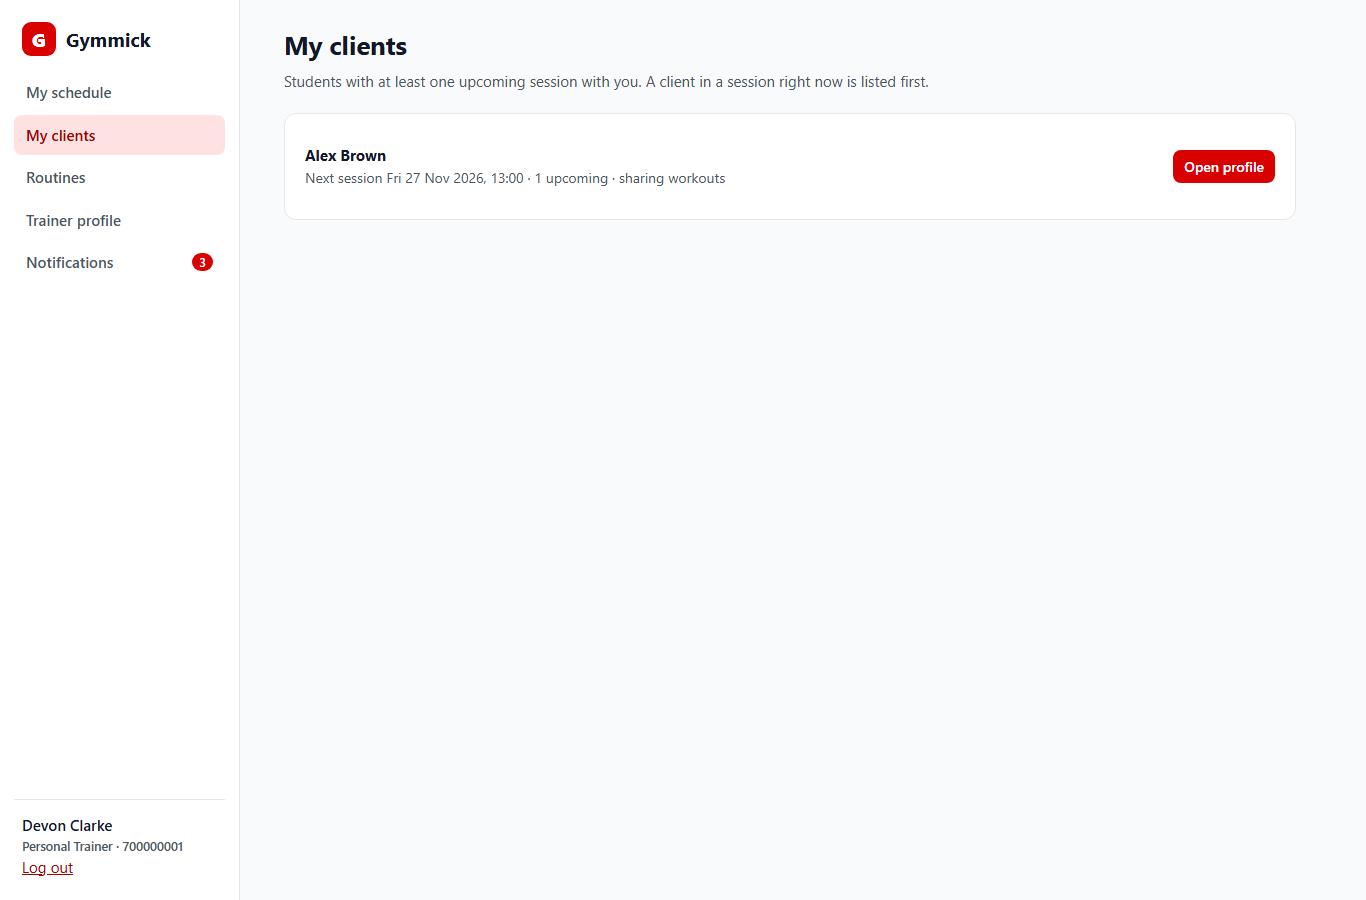 G Gymmick
My schedule
My clients
Routines
Trainer profile
Notifications 3
Devon Clarke
Personal Trainer · 700000001
Log out
My clients
Students with at least one upcoming session with you. A client in a session right now is listed first.
Alex Brown
Next session Fri 27 Nov 2026, 13:00 · 1 upcoming · sharing workouts
Open profile